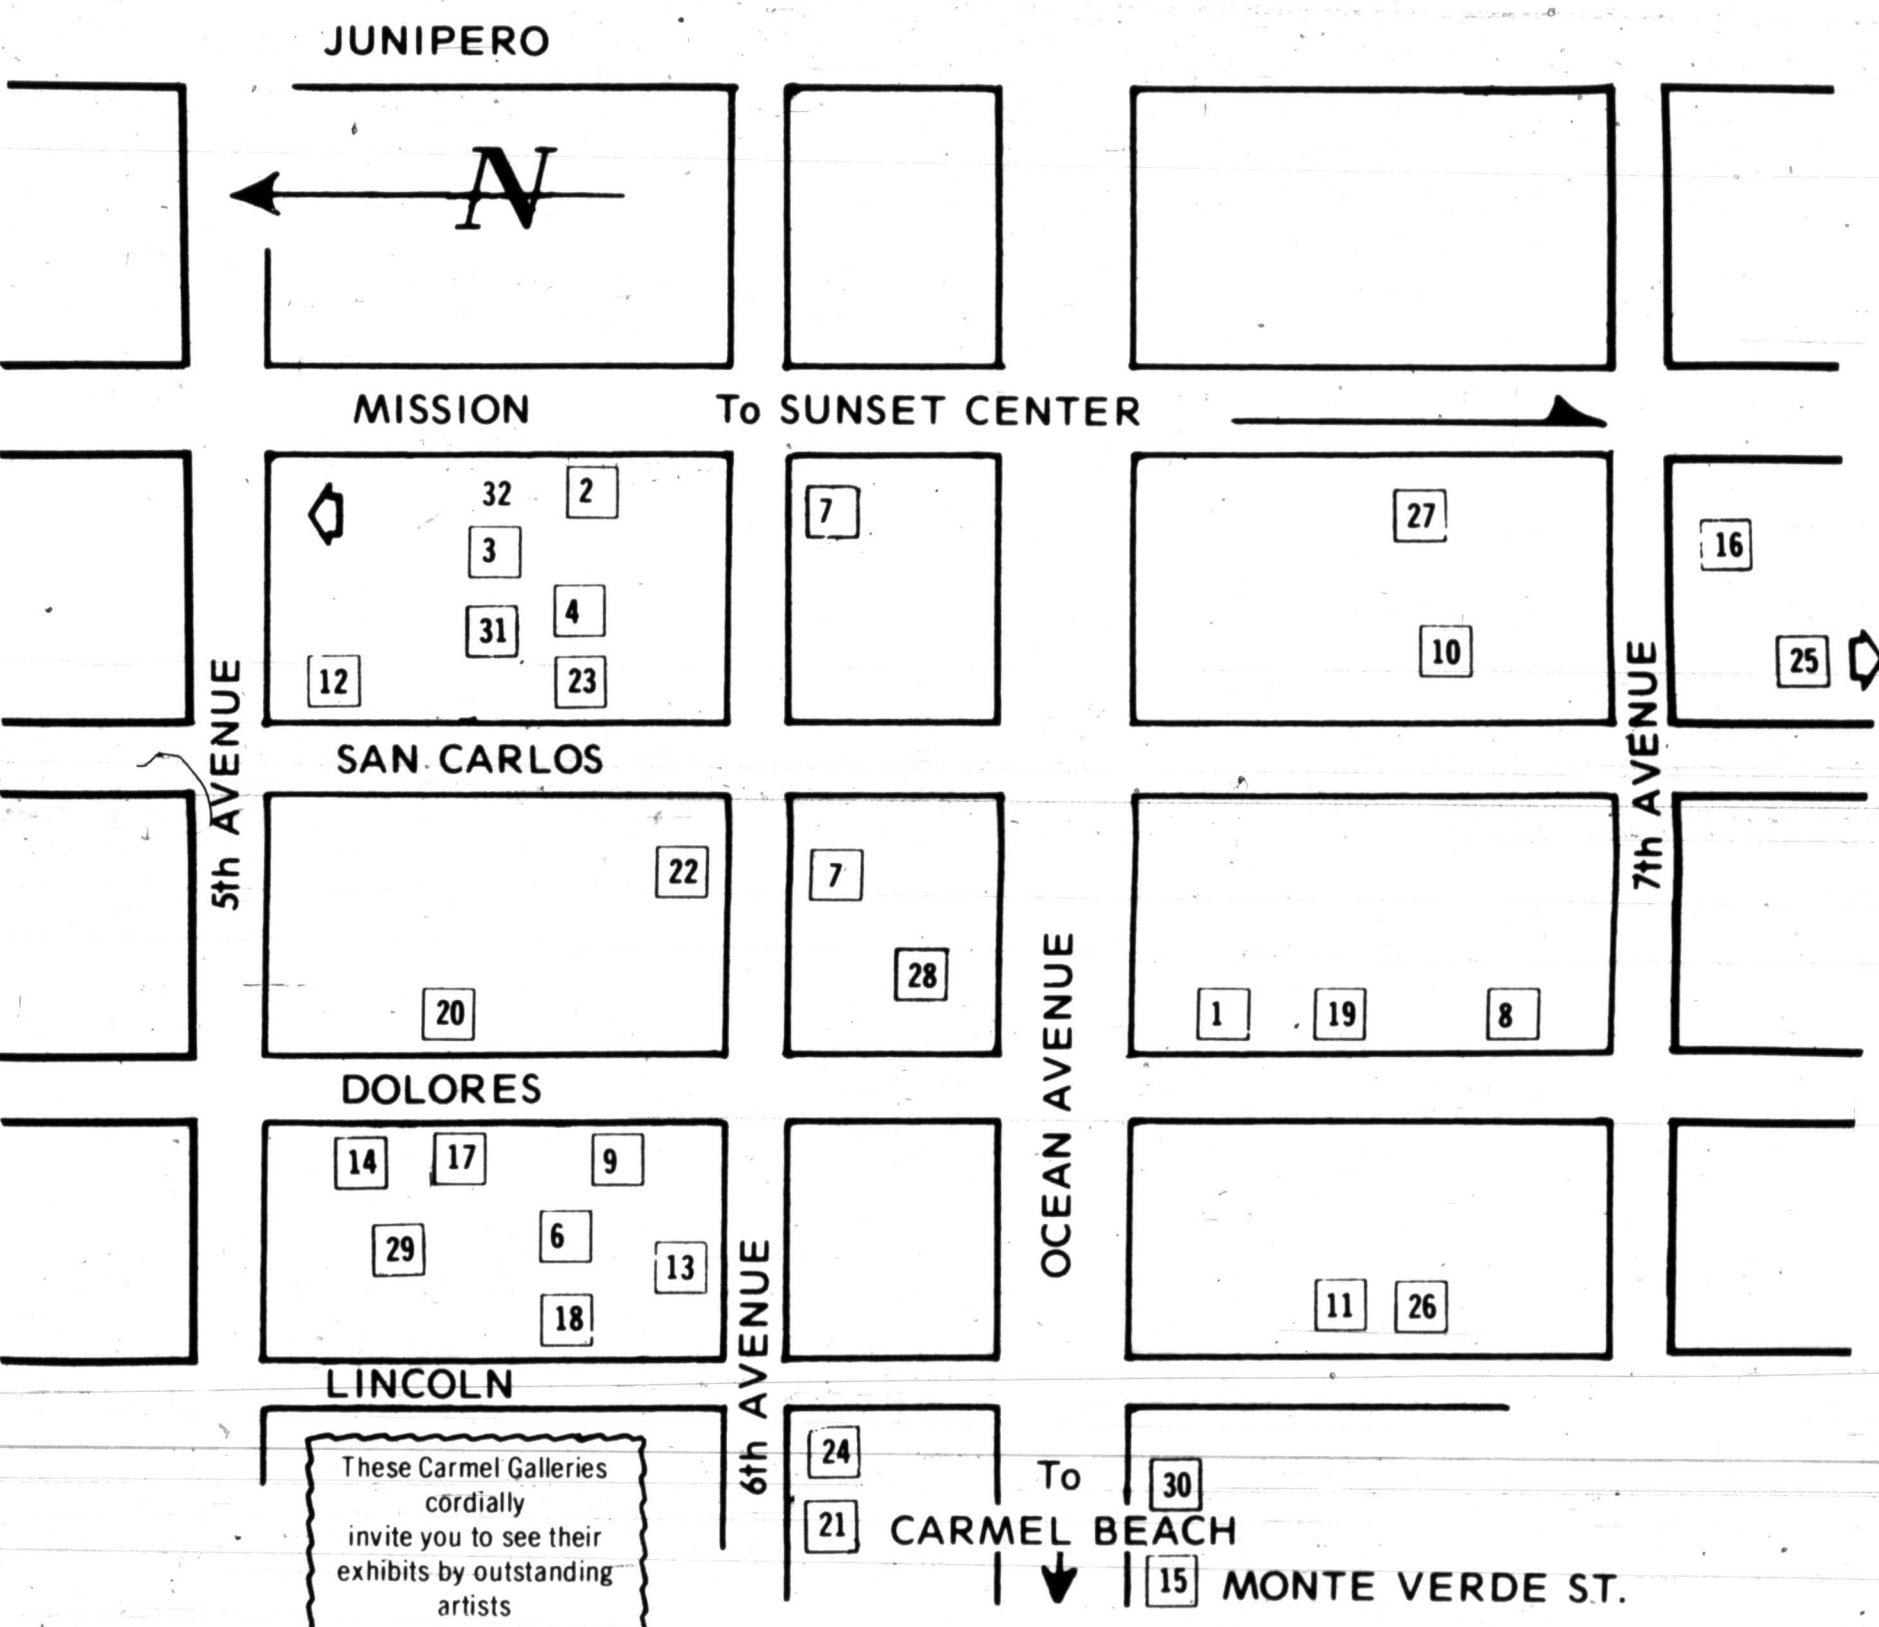 JUNIPERO
N
MISSION To SUNSET CENTER
32 2
3
4
31
12 23
7
27
10
16
25
5th AVENUE
7th AVENUE
SAN CARLOS
22
20
7
28
1 19 8
OCEAN AVENUE
DOLORES
14 17 9
29 6 13
18
6th AVENUE
11 26
LINCOLN
These Carmel Galleries
cordially
invite you to see their
exhibits by outstanding
artists
24
21
To
CARMEL BEACH
30
15 MONTE VERDE ST.